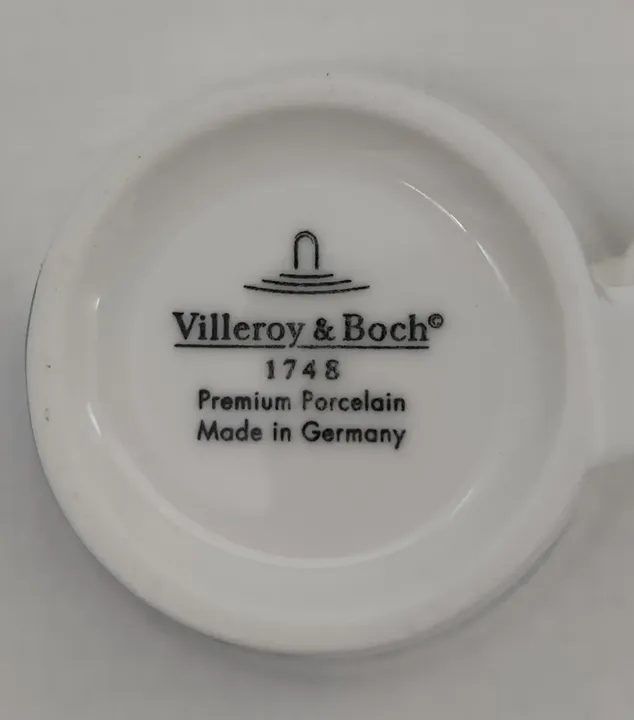 Villeroy & Boch©
1748
Premium Porcelain
Made in Germany